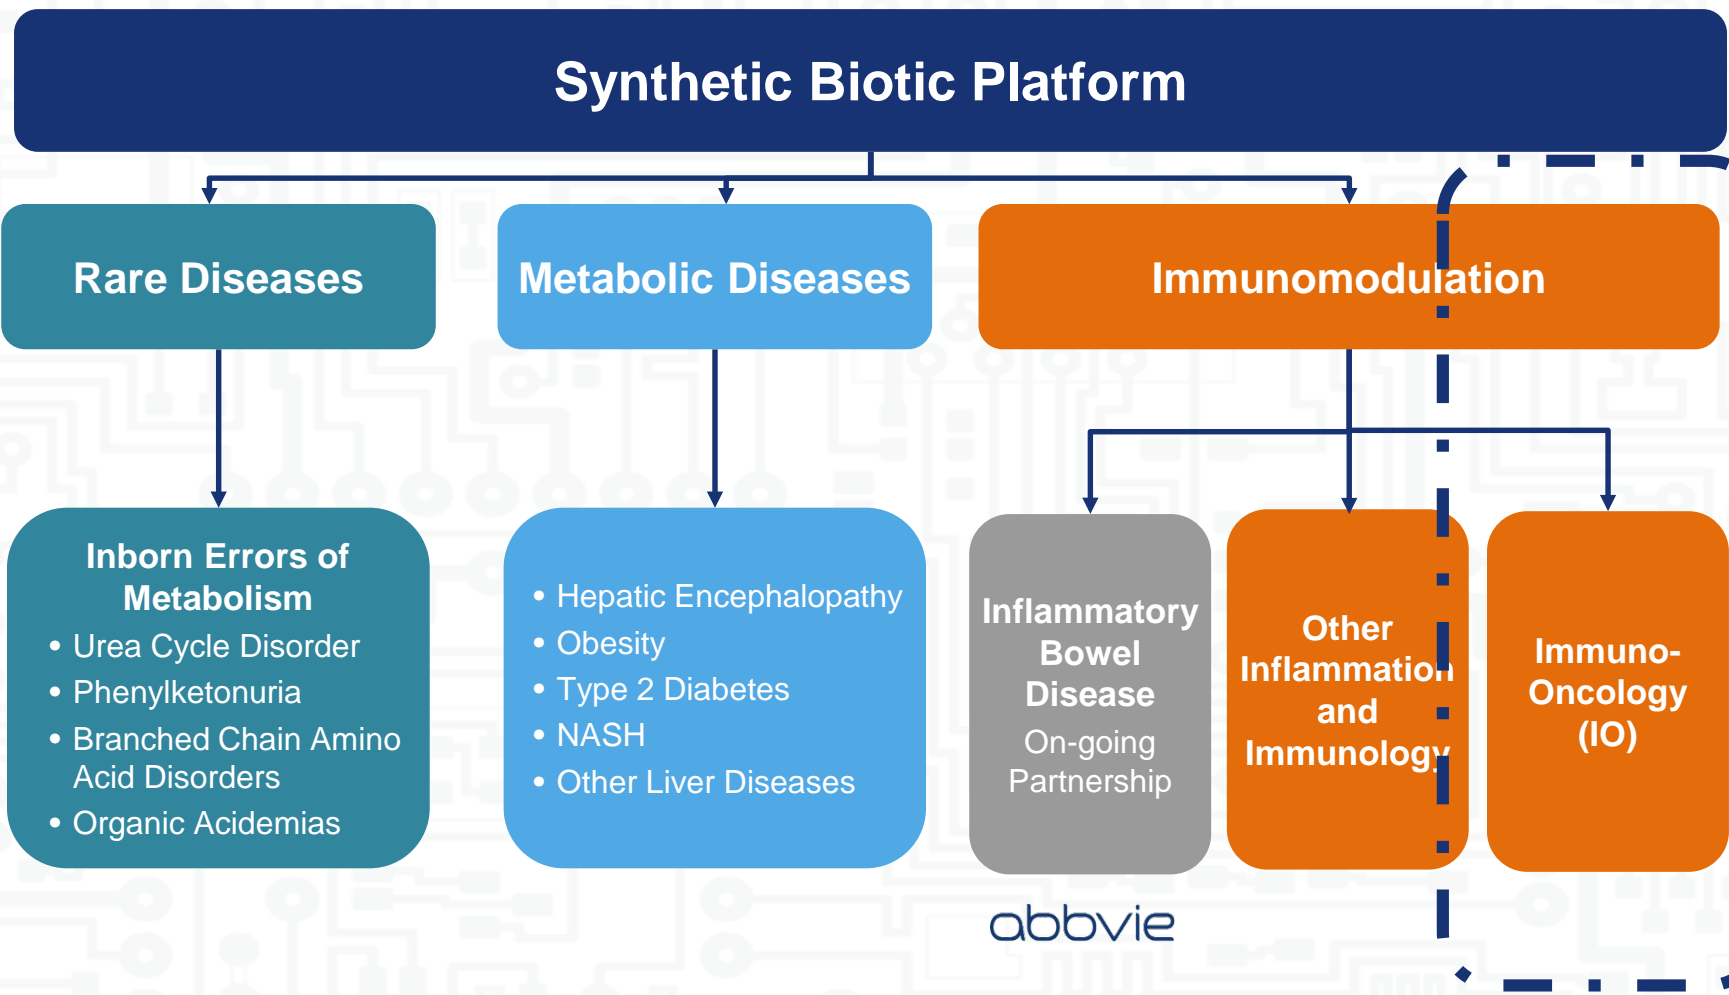 Synthetic Biotic Platform
Rare Diseases
Metabolic Diseases
Immunomodulation
Inborn Errors of
Metabolism
• Urea Cycle Disorder
• Phenylketonuria
• Branched Chain Amino
Acid Disorders
• Organic Acidemias
• Hepatic Encephalopathy
• Obesity
• Type 2 Diabetes
• NASH
• Other Liver Diseases
Inflammatory
Bowel
Disease
On-going
Partnership
abbvie
Other
Inflammation
and
Immunology
Immuno-
Oncology
(IO)